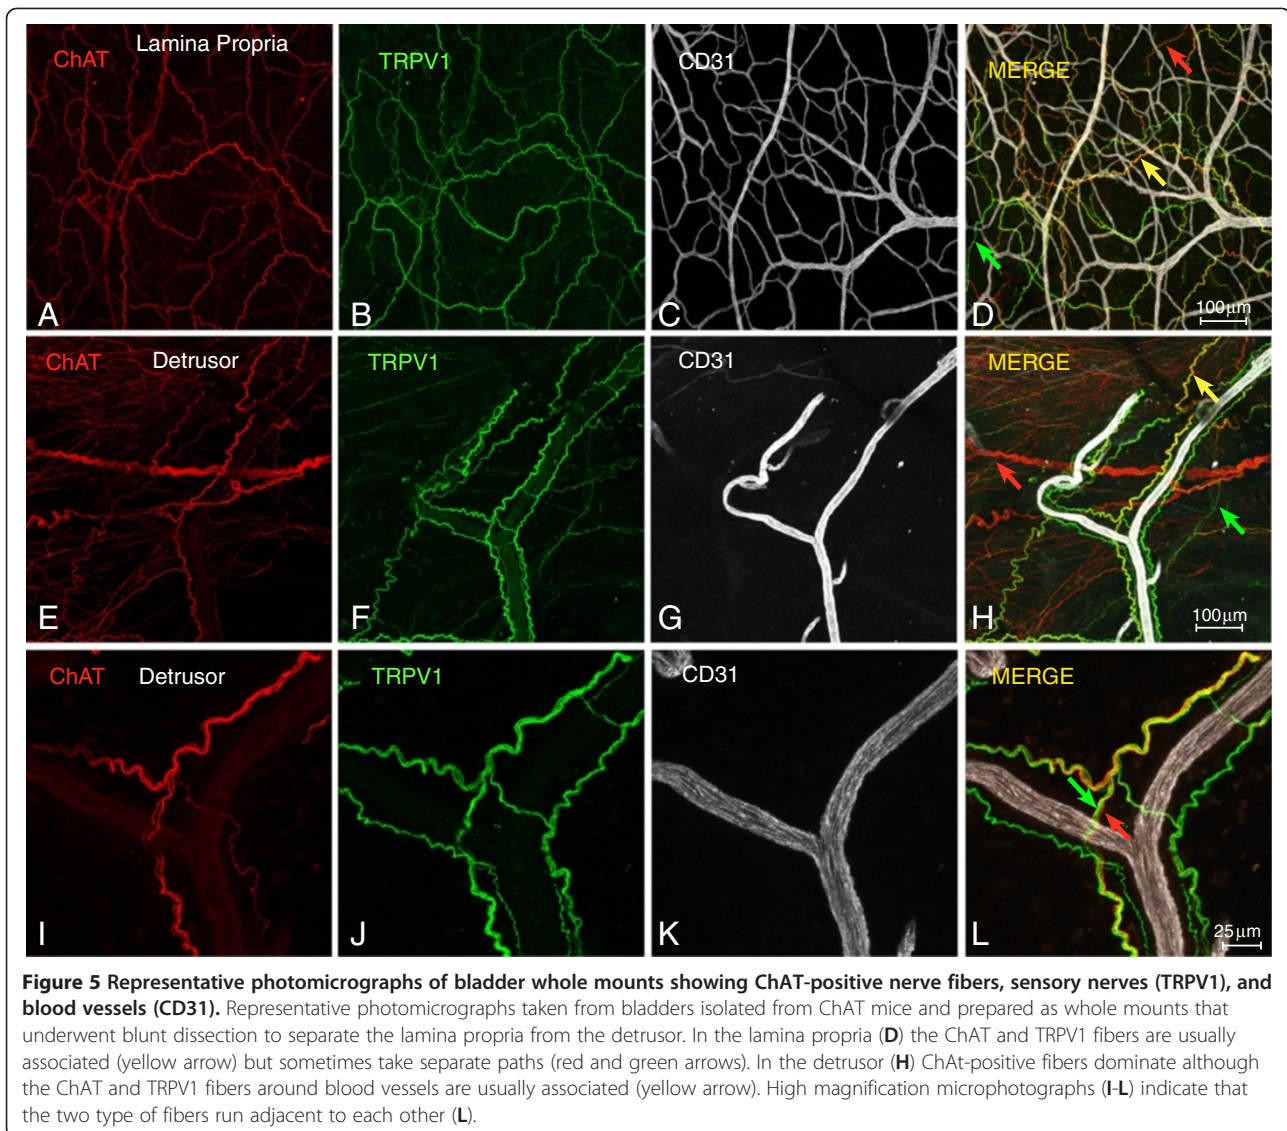 ChAT Lamina Propria
TRPV1
CD31
MERGE
A
B
C
D
100μm
ChAT Detrusor
TRPV1
CD31
MERGE
E
F
G
H
100μm
ChAT Detrusor
TRPV1
CD31
MERGE
I
J
K
L
25μm
Figure 5 Representative photomicrographs of bladder whole mounts showing ChAT-positive nerve fibers, sensory nerves (TRPV1), and
blood vessels (CD31). Representative photomicrographs taken from bladders isolated from ChAT mice and prepared as whole mounts that
underwent blunt dissection to separate the lamina propria from the detrusor. In the lamina propria (D) the ChAT and TRPV1 fibers are usually
associated (yellow arrow) but sometimes take separate paths (red and green arrows). In the detrusor (H) ChAt-positive fibers dominate although
the ChAT and TRPV1 fibers around blood vessels are usually associated (yellow arrow). High magnification microphotographs (I-L) indicate that
the two type of fibers run adjacent to each other (L).